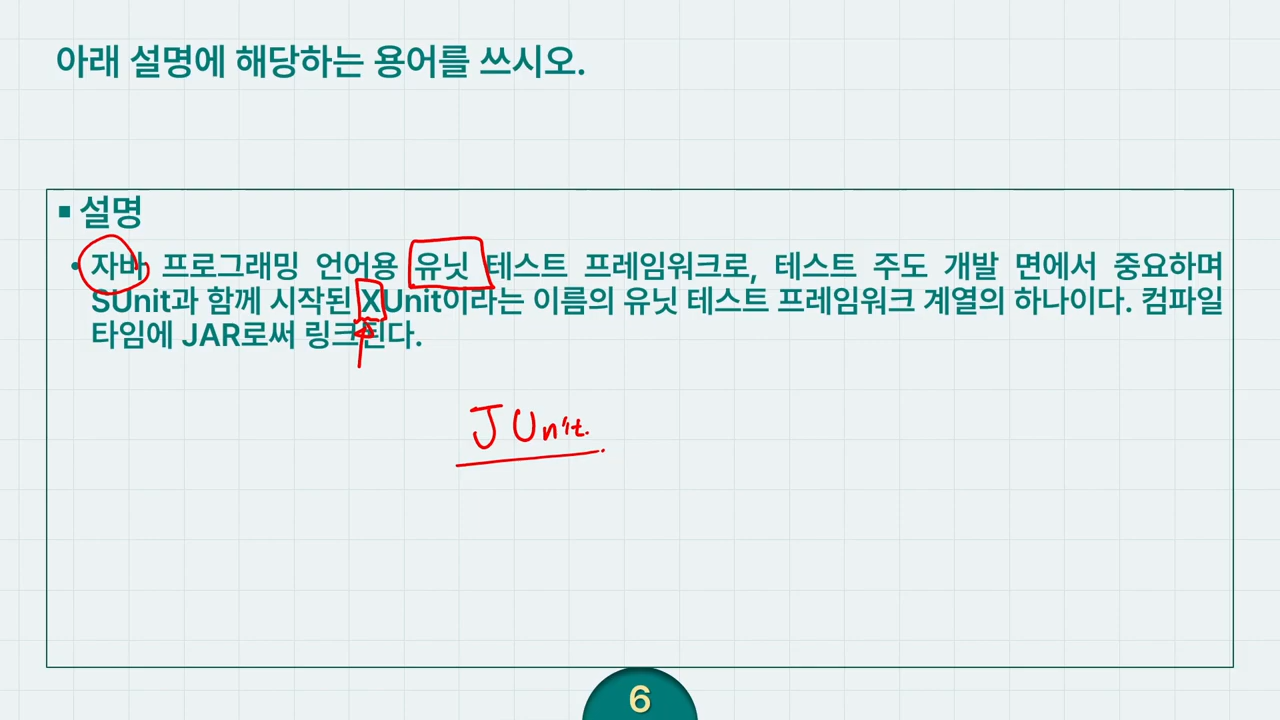 아래 설명에 해당하는 용어를 쓰시오.
▪ 설명
• 자바 프로그래밍 언어용 유닛 테스트 프레임워크로, 테스트 주도 개발 면에서 중요하며
SUnit과 함께 시작된 XUnit이라는 이름의 유닛 테스트 프레임워크 계열의 하나이다. 컴파일
타임에 JAR로써 링크된다.
JUnit.
6